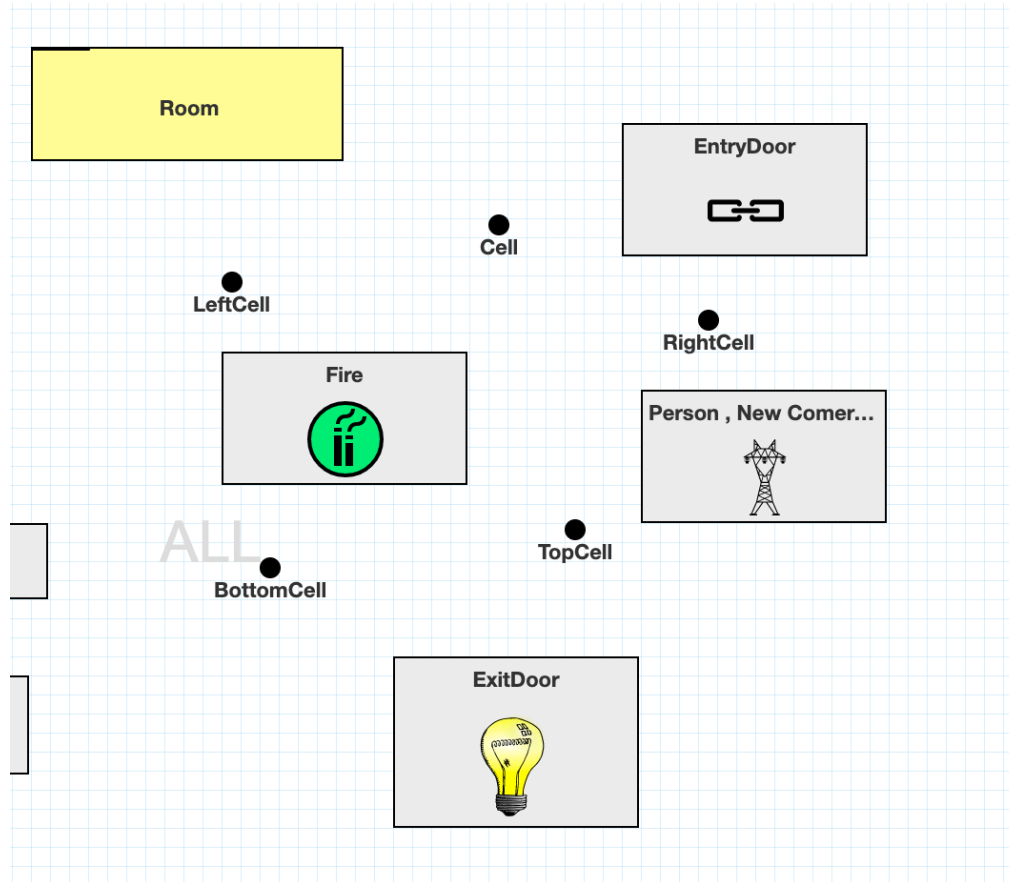 Room
EntryDoor
Cell
LeftCell
RightCell
Fire
Person , New Comer...
ALL
TopCell
BottomCell
ExitDoor